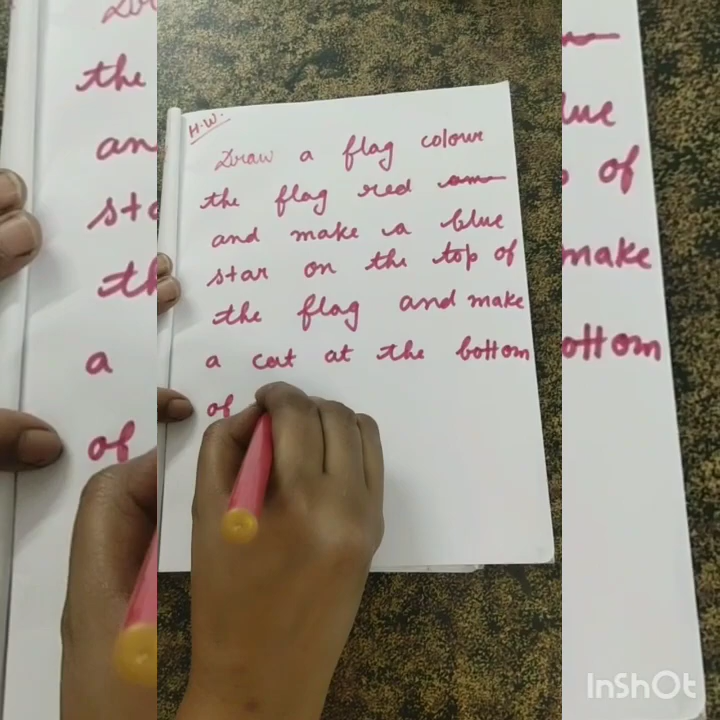 H.W.
Draw a flag colour
the flag red
and make a blue
star on the top of
the flag and make
a cat at the bottom
of
InShOt